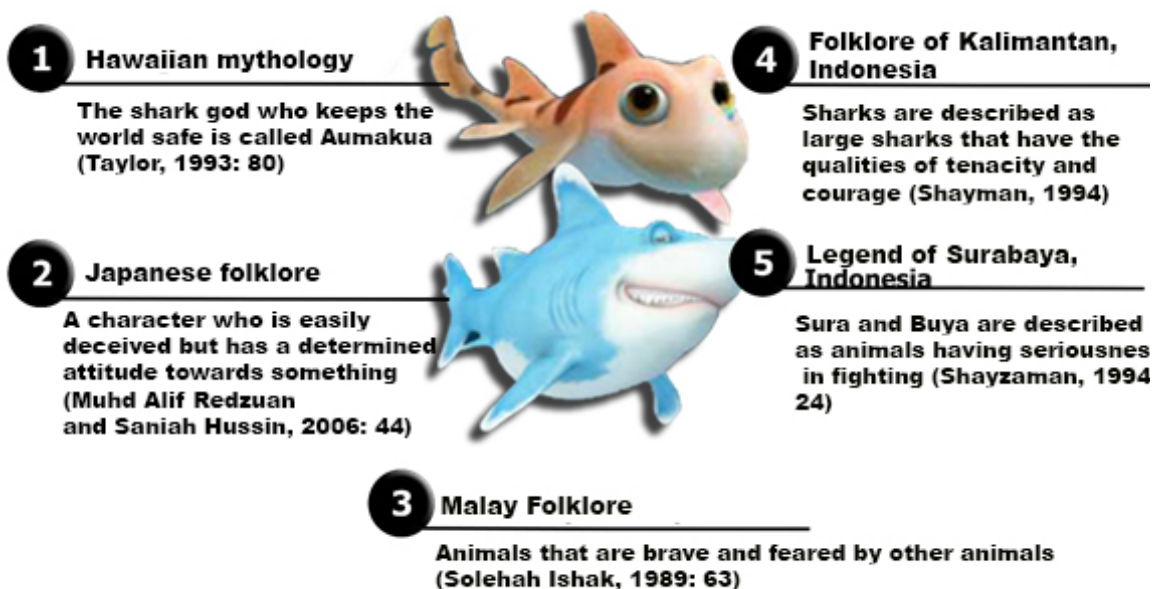 1 Hawaiian mythology
The shark god who keeps the
world safe is called Aumakua
(Taylor, 1993: 80)
2 Japanese folklore
A character who is easily
deceived but has a determined
attitude towards something
(Muhd Alif Redzuan
and Saniah Hussin, 2006: 44)
3 Malay Folklore
Animals that are brave and feared by other animals
(Solehah Ishak, 1989: 63)
4 Folklore of Kalimantan,
Indonesia
Sharks are described as
large sharks that have the
qualities of tenacity and
courage (Shayman, 1994)
5 Legend of Surabaya,
Indonesia
Sura and Buya are described
as animals having seriousnes
in fighting (Shayzaman, 1994
24)